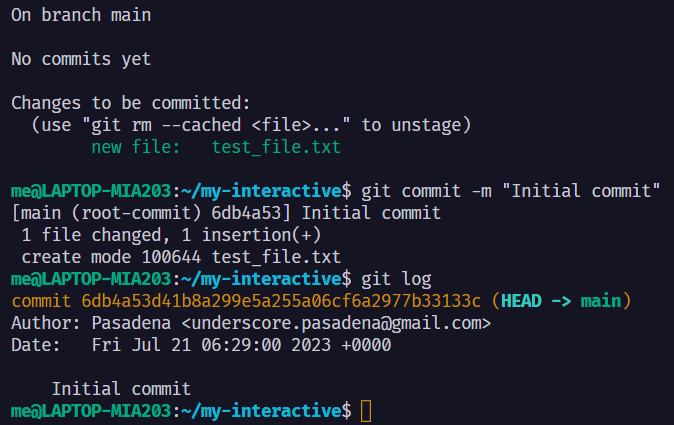 On branch main
No commits yet
Changes to be committed:
  (use "git rm --cached <file>..." to unstage)
        new file:   test_file.txt
me@LAPTOP-MIA203:~/my-interactive$ git commit -m "Initial commit"
[main (root-commit) 6db4a53] Initial commit
 1 file changed, 1 insertion(+)
 create mode 100644 test_file.txt
me@LAPTOP-MIA203:~/my-interactive$ git log
commit 6db4a53d41b8a299e5a255a06cf6a2977b33133c (HEAD -> main)
Author: Pasadena <underscore.pasadena@gmail.com>
Date:   Fri Jul 21 06:29:00 2023 +0000
    Initial commit
me@LAPTOP-MIA203:~/my-interactive$